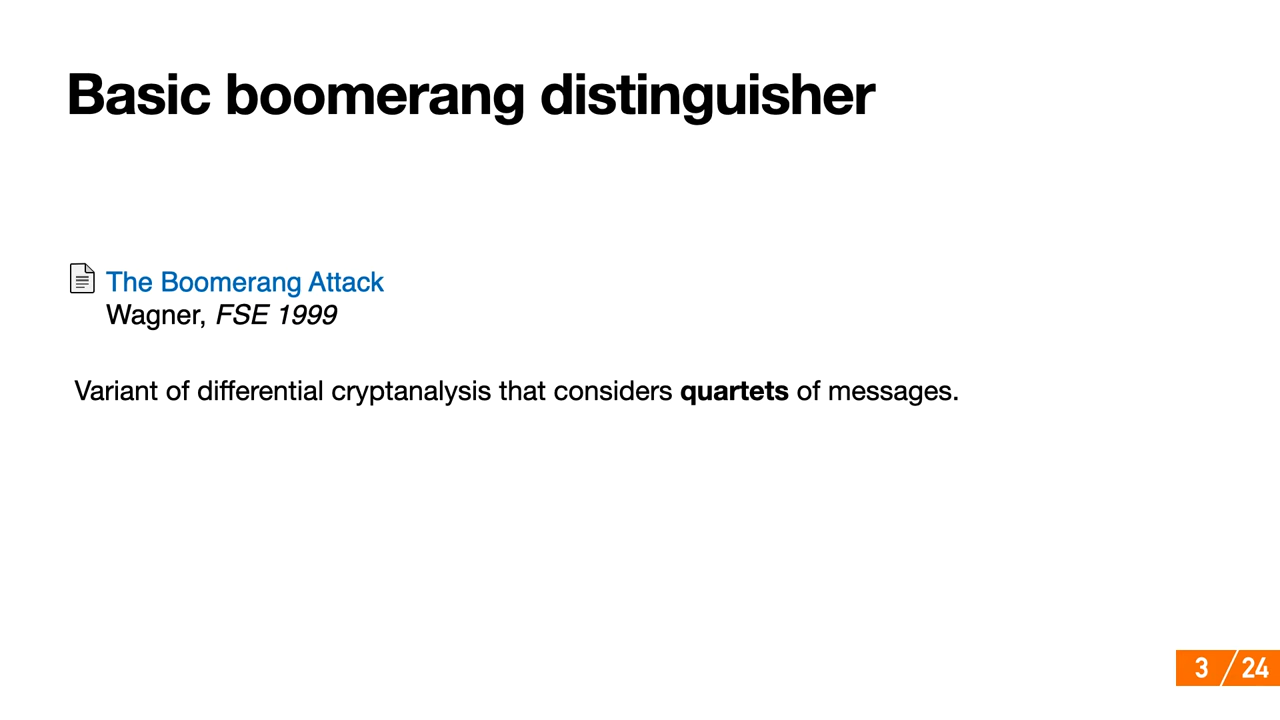 Basic boomerang distinguisher
The Boomerang Attack
Wagner, FSE 1999
Variant of differential cryptanalysis that considers quartets of messages.
3 / 24